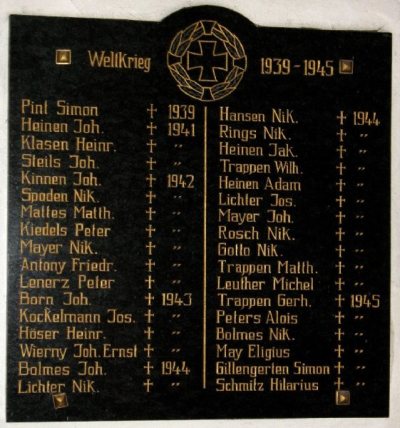 Weltkrieg 1939-1945
Pint Simon † 1939
Heinen Joh. † 1941
Klasen Heinr. † "
Steils Joh. † "
Kinnen Joh. † 1942
Spoden Nik. † "
Mattes Matth. † "
Kiedels Peter † "
Mayer Nik. † "
Antony Friedr. † "
Lenerz Peter † "
Born Joh. † 1943
Kockelmann Jos. † "
Höser Heinr. † "
Wierny Joh. Ernst † "
Bolmes Joh. † 1944
Lichter Nik. † "
Hansen Nik. † 1944
Rings Nik. † "
Heinen Jak. † "
Trappen Wilh. † "
Heinen Adam † "
Lichter Jos. † "
Mayer Joh. † "
Rosch Nik. † "
Gotto Nik. † "
Trappen Matth. † "
Leuther Michel † "
Trappen Gerh. † 1945
Peters Alois † "
Bolmes Nik. † "
May Eligius † "
Gillengerten Simon † "
Schmitz Hilarius † "